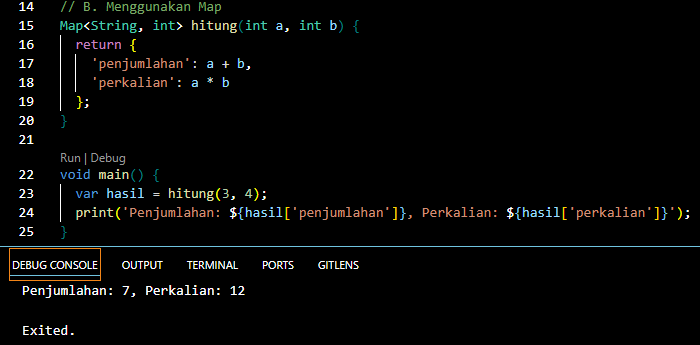 14 // B. Menggunakan Map
15 Map<String, int> hitung(int a, int b) {
16 return {
17 'penjumlahan': a + b,
18 'perkalian': a * b
19 };
20 }
21
Run | Debug
22 void main() {
23 var hasil = hitung(3, 4);
24 print('Penjumlahan: ${hasil['penjumlahan']}, Perkalian: ${hasil['perkalian']}');
25 }
DEBUG CONSOLE OUTPUT TERMINAL PORTS GITLENS
Penjumlahan: 7, Perkalian: 12
Exited.